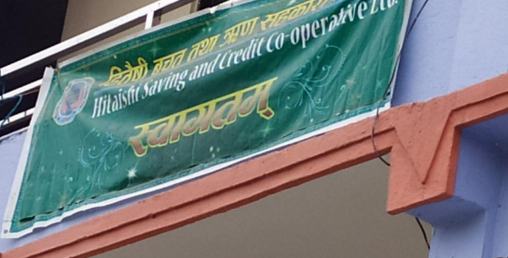 हितैषी बचत तथा ऋण सहकारी
Hitaishi Saving and Credit Co-operative Ltd.
स्वागतम्